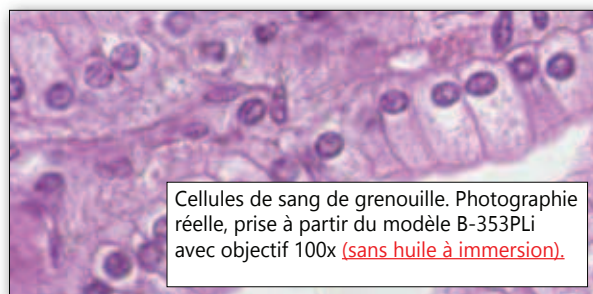 Cellules de sang de grenouille. Photographie
réelle, prise à partir du modèle B-353PLi
avec objectif 100x (sans huile à immersion).